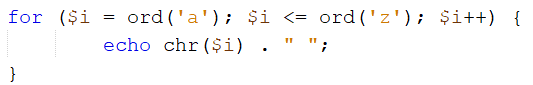 for ($i = ord('a'); $i <= ord('z'); $i++) {
        echo chr($i) . " ";
}